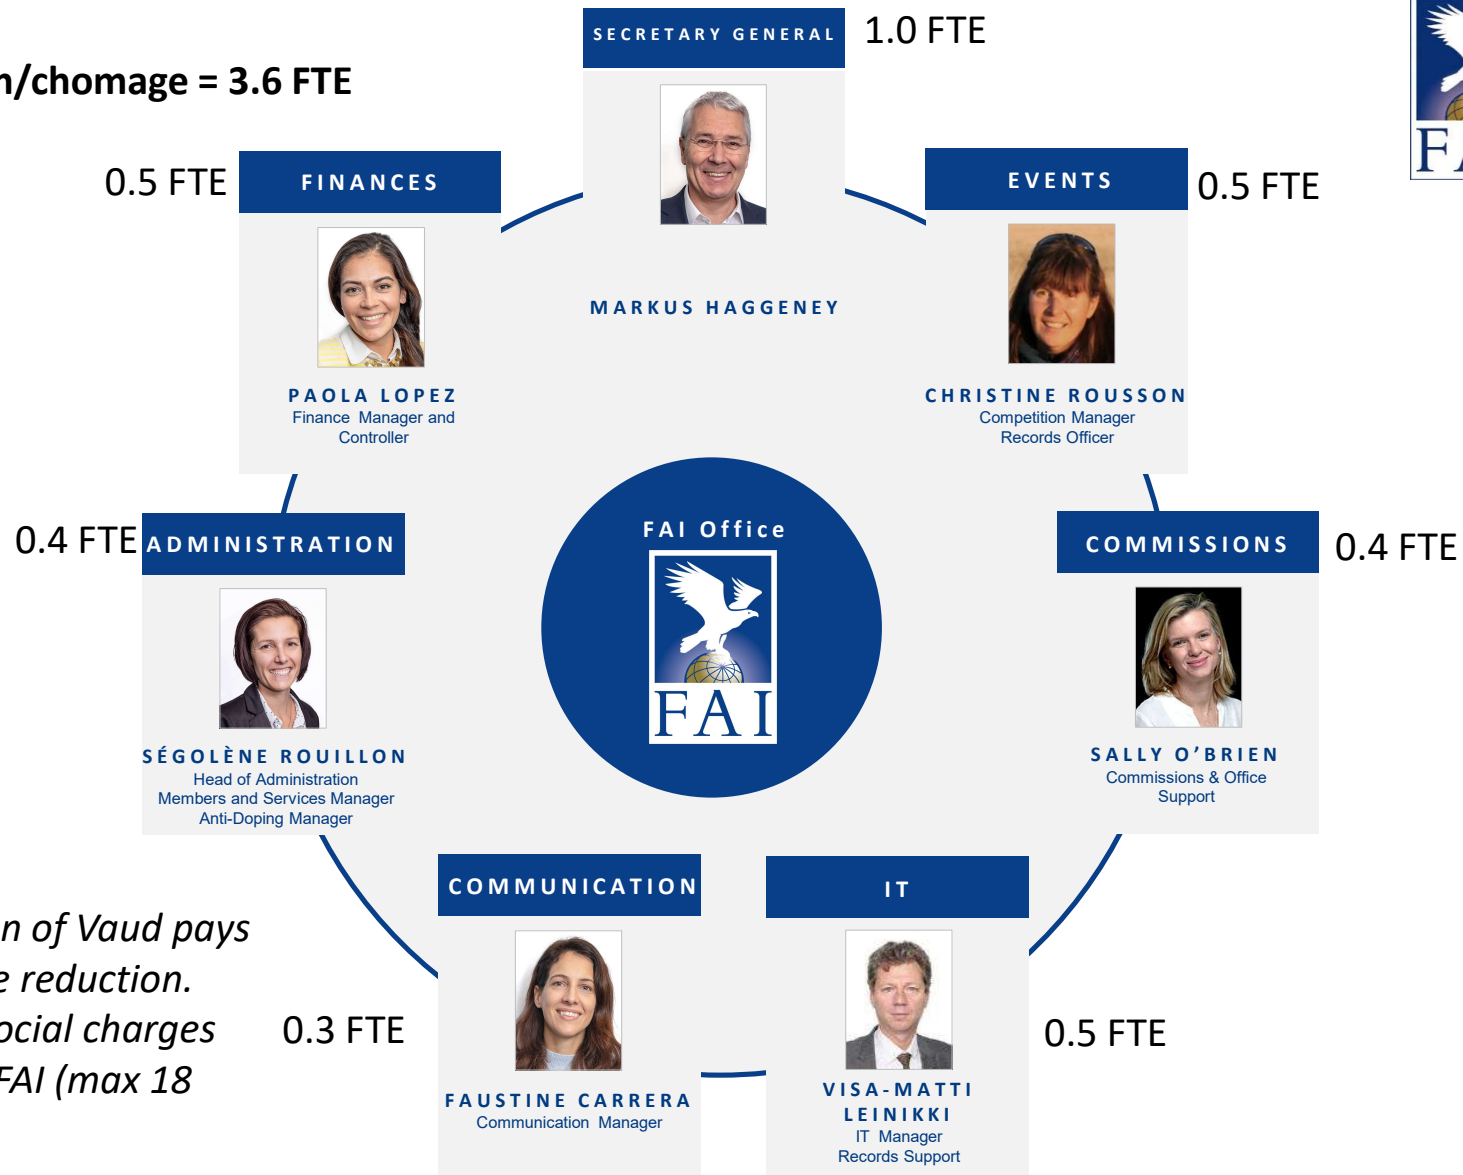 SECRETARY GENERAL
1.0 FTE
/chomage = 3.6 FTE
MARKUS HAGGENEY
0.5 FTE
FINANCES
PAOLA LOPEZ
Finance Manager and
Controller
EVENTS
0.5 FTE
CHRISTINE ROUSSON
Competition Manager
Records Officer
0.4 FTE
ADMINISTRATION
SÉGOLÈNE ROUILLON
Head of Administration
Members and Services Manager
Anti-Doping Manager
FAI Office
FAI
COMMISSIONS
0.4 FTE
SALLY O’BRIEN
Commissions & Office
Support
of Vaud pays
reduction.
social charges
FAI (max 18
0.3 FTE
COMMUNICATION
FAUSTINE CARRERA
Communication Manager
IT
0.5 FTE
VISA-MATTI
LEINIKKI
IT Manager
Records Support